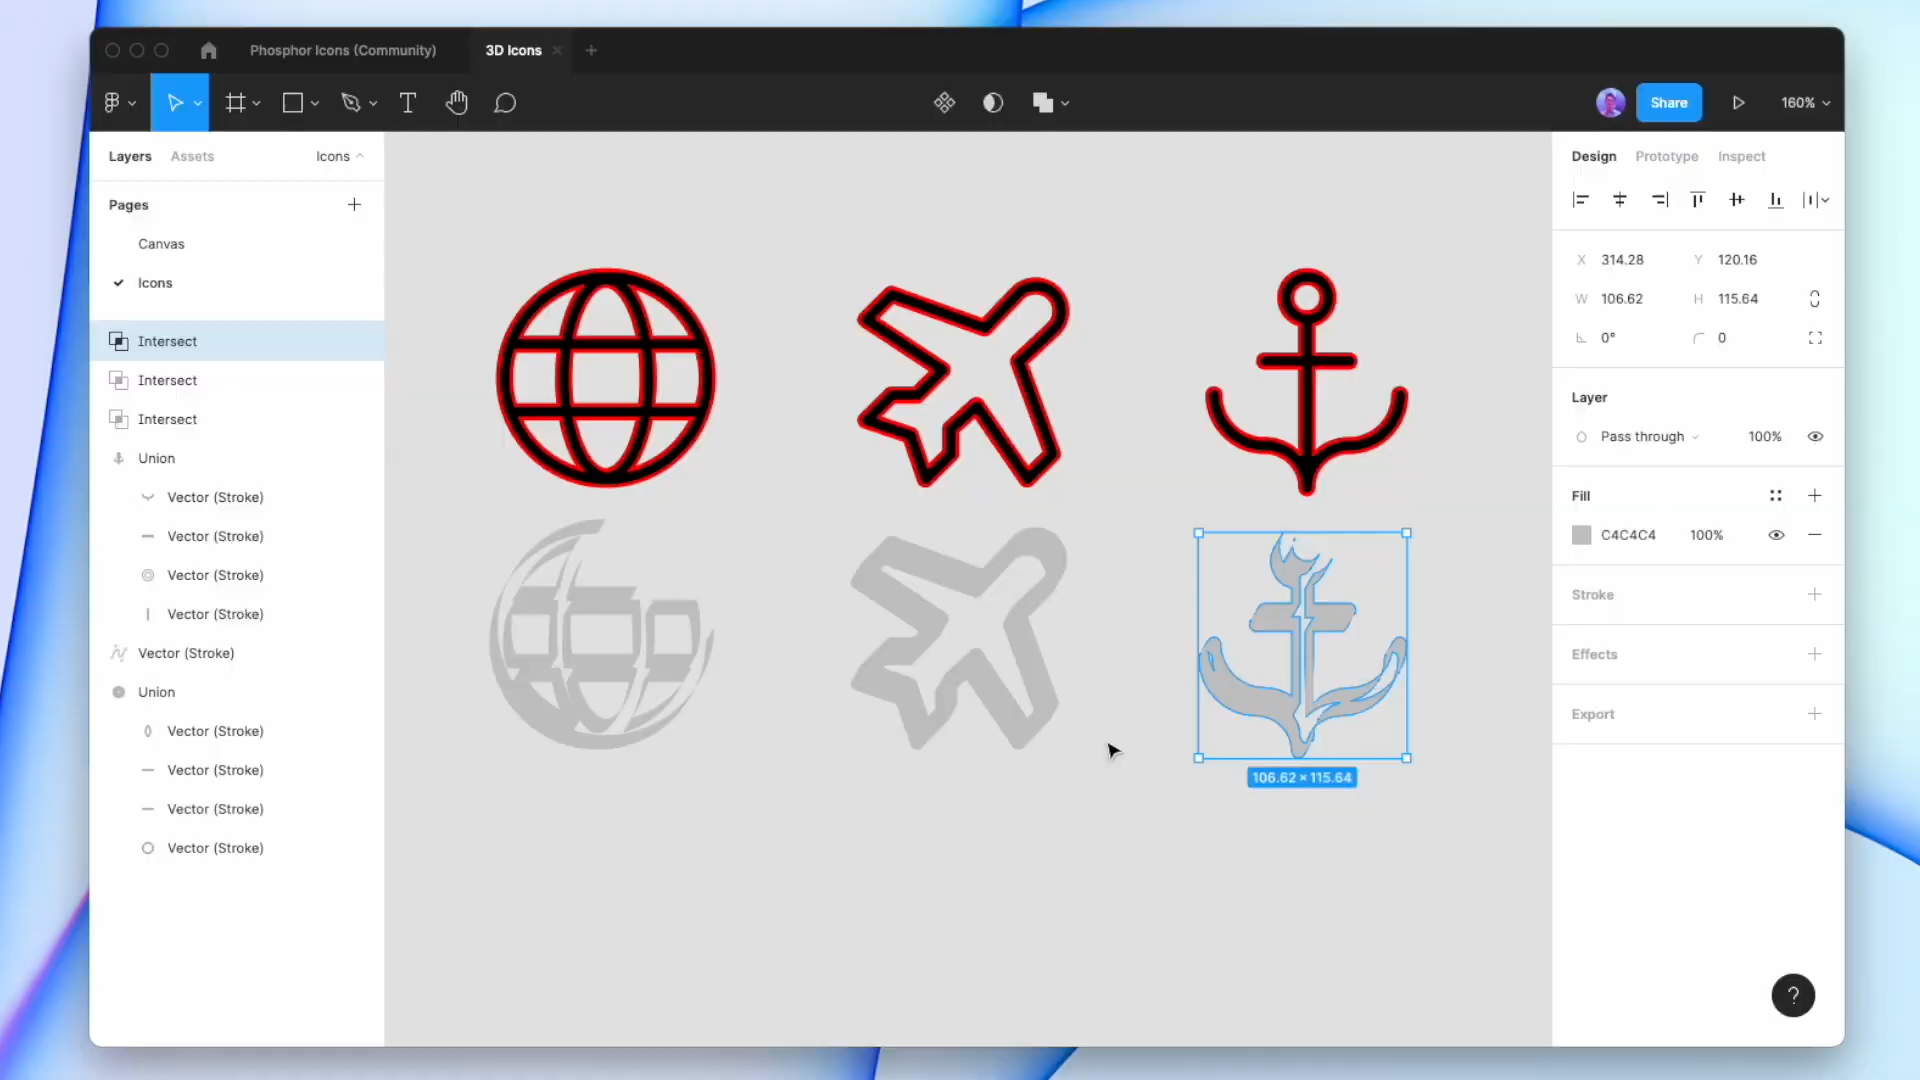 Phosphor Icons (Community)
3D Icons
T
Share
160%
Layers
Assets
Icons
Design
Prototype
Inspect
Pages
Canvas
Icons
X 314.28
Y 120.16
W 106.62
H 115.64
0°
0
Intersect
Intersect
Intersect
Union
Vector (Stroke)
Vector (Stroke)
Vector (Stroke)
Vector (Stroke)
Vector (Stroke)
Union
Vector (Stroke)
Vector (Stroke)
Vector (Stroke)
Vector (Stroke)
Layer
Pass through
100%
Fill
C4C4C4
100%
Stroke
Effects
Export
106.62 × 115.64
?